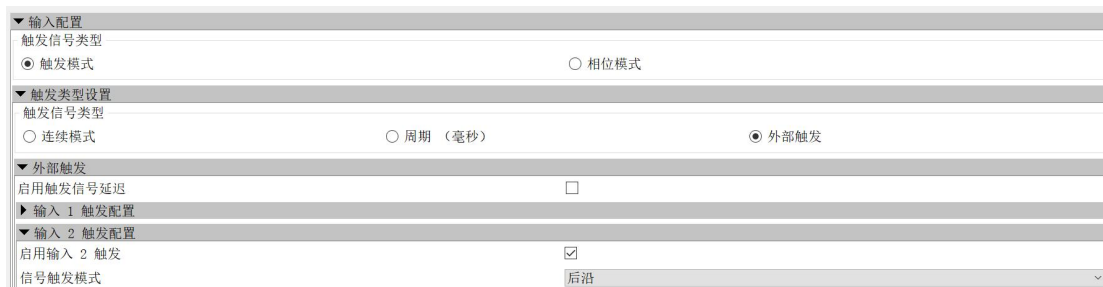 输入配置
触发信号类型
触发模式 相位模式
触发类型设置
触发信号类型
连续模式 周期 （毫秒） 外部触发
外部触发
启用触发信号延迟
输入 1 触发配置
输入 2 触发配置
启用输入 2 触发
信号触发模式 后沿